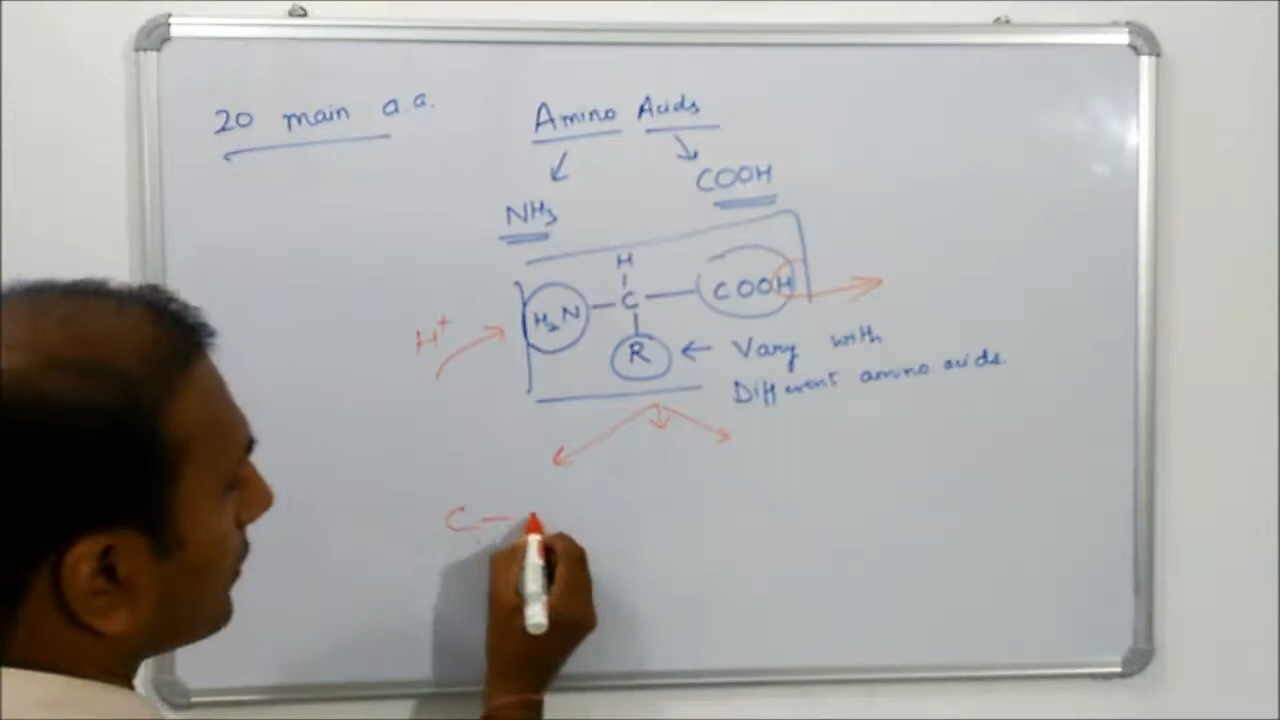 20 main a.a.
Amino Acids
NH3
COOH
H
H2N – C — COOH
R ← Vary with
Different amino acids.
H+
C –